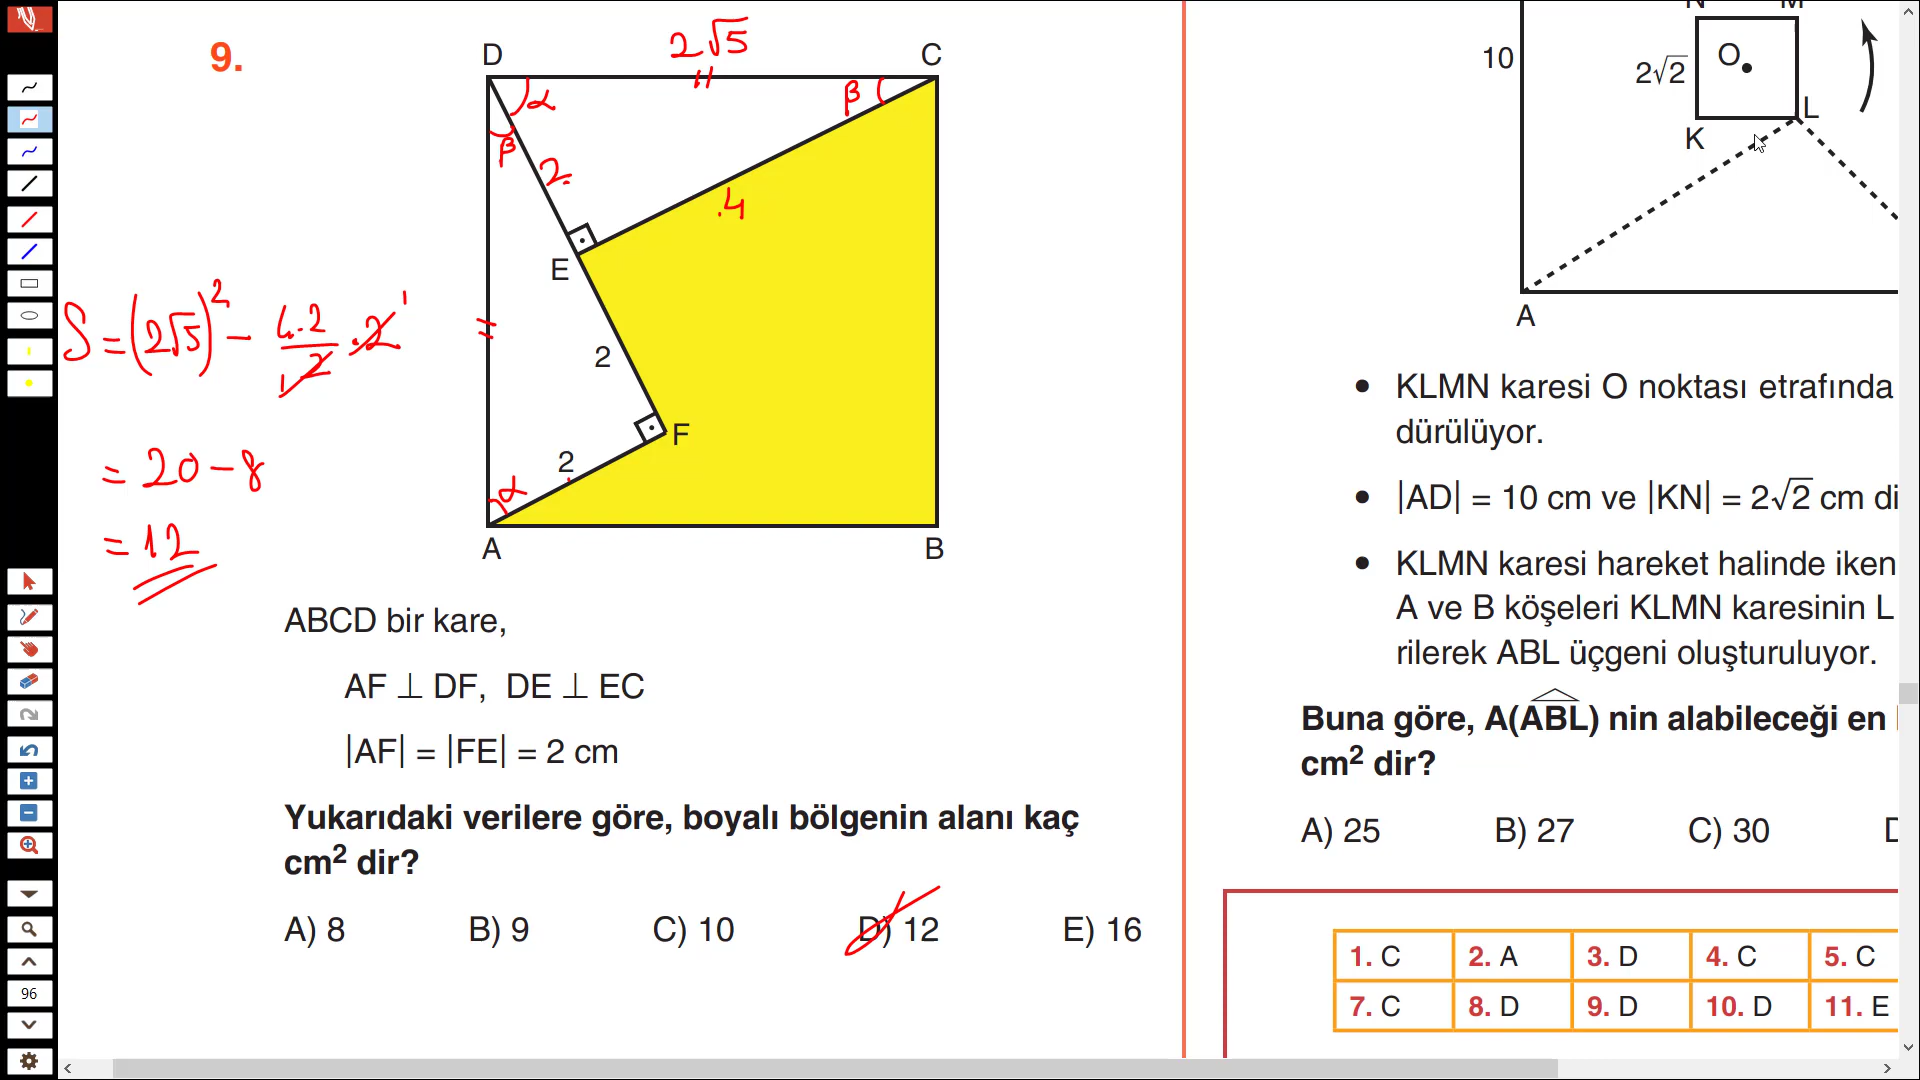 9.
D
C
2√5
α
β
β
2
4
E
2
F
2
α
A
B
S = (2√5)² − 4.2/2 . 2 1 1
= 20 − 8
= 12
ABCD bir kare,
AF ⊥ DF, DE ⊥ EC
|AF| = |FE| = 2 cm
Yukarıdaki verilere göre, boyalı bölgenin alanı kaç
cm² dir?
A) 8 B) 9 C) 10 D) 12 E) 16
10
2√2
O
L
K
A
• KLMN karesi O noktası etrafında
dürülüyor.
• |AD| = 10 cm ve |KN| = 2√2 cm di
• KLMN karesi hareket halinde iken
A ve B köşeleri KLMN karesinin L
rilerek ABL üçgeni oluşturuluyor.
Buna göre, A(ABL) nin alabileceği en
cm² dir?
A) 25 B) 27 C) 30
1. C 2. A 3. D 4. C 5. C
7. C 8. D 9. D 10. D 11. E
96